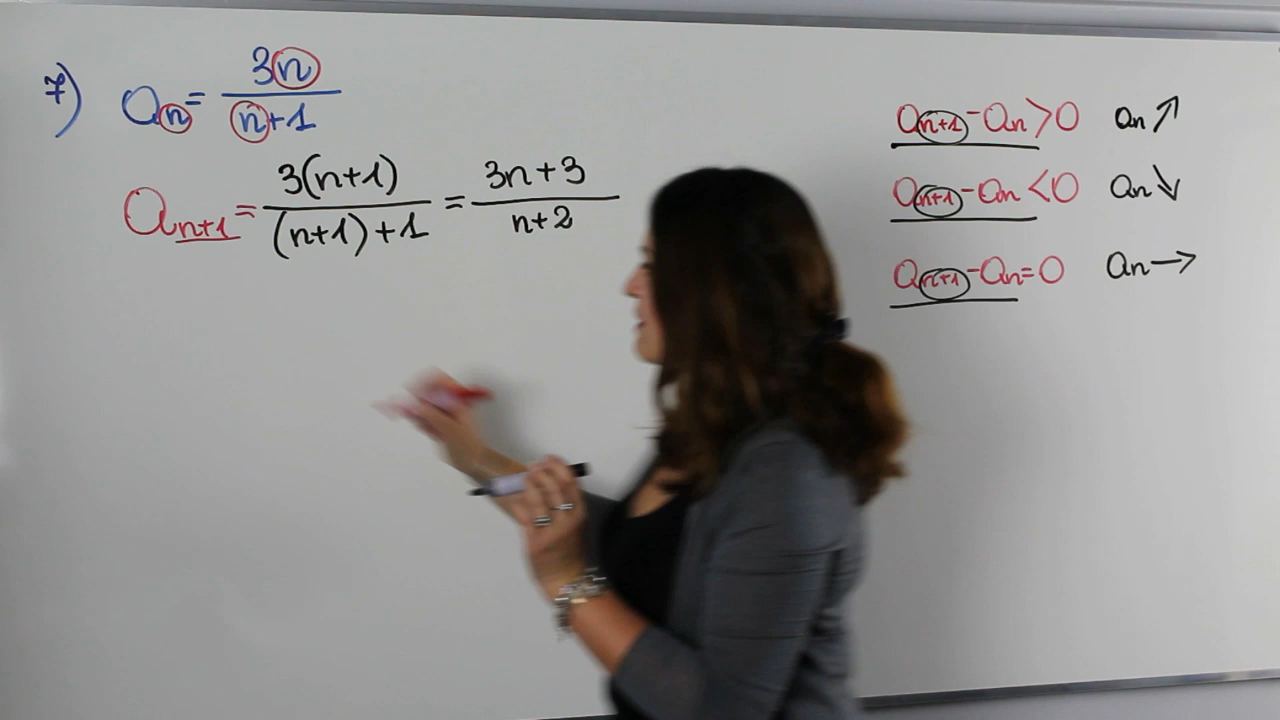 7) an = 3n / n+1
an+1 = 3(n+1) / (n+1)+1 = 3n+3 / n+2
an+1 - an > 0 an ↗
an+1 - an < 0 an ↘
an+1 - an = 0 an →